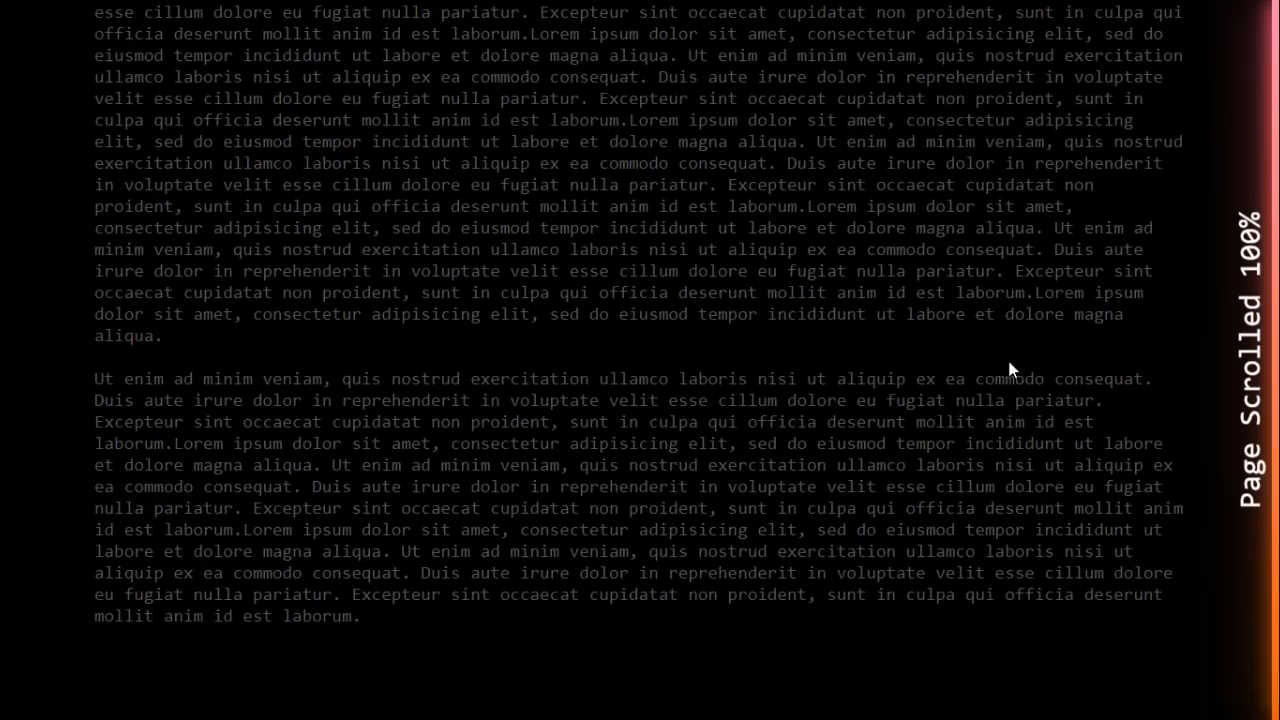 esse cillum dolore eu fugiat nulla pariatur. Excepteur sint occaecat cupidatat non proident, sunt in culpa qui
officia deserunt mollit anim id est laborum.Lorem ipsum dolor sit amet, consectetur adipisicing elit, sed do
eiusmod tempor incididunt ut labore et dolore magna aliqua. Ut enim ad minim veniam, quis nostrud exercitation
ullamco laboris nisi ut aliquip ex ea commodo consequat. Duis aute irure dolor in reprehenderit in voluptate
velit esse cillum dolore eu fugiat nulla pariatur. Excepteur sint occaecat cupidatat non proident, sunt in
culpa qui officia deserunt mollit anim id est laborum.Lorem ipsum dolor sit amet, consectetur adipisicing
elit, sed do eiusmod tempor incididunt ut labore et dolore magna aliqua. Ut enim ad minim veniam, quis nostrud
exercitation ullamco laboris nisi ut aliquip ex ea commodo consequat. Duis aute irure dolor in reprehenderit
in voluptate velit esse cillum dolore eu fugiat nulla pariatur. Excepteur sint occaecat cupidatat non
proident, sunt in culpa qui officia deserunt mollit anim id est laborum.Lorem ipsum dolor sit amet,
consectetur adipisicing elit, sed do eiusmod tempor incididunt ut labore et dolore magna aliqua. Ut enim ad
minim veniam, quis nostrud exercitation ullamco laboris nisi ut aliquip ex ea commodo consequat. Duis aute
irure dolor in reprehenderit in voluptate velit esse cillum dolore eu fugiat nulla pariatur. Excepteur sint
occaecat cupidatat non proident, sunt in culpa qui officia deserunt mollit anim id est laborum.Lorem ipsum
dolor sit amet, consectetur adipisicing elit, sed do eiusmod tempor incididunt ut labore et dolore magna
aliqua.
Ut enim ad minim veniam, quis nostrud exercitation ullamco laboris nisi ut aliquip ex ea commodo consequat.
Duis aute irure dolor in reprehenderit in voluptate velit esse cillum dolore eu fugiat nulla pariatur.
Excepteur sint occaecat cupidatat non proident, sunt in culpa qui officia deserunt mollit anim id est
laborum.Lorem ipsum dolor sit amet, consectetur adipisicing elit, sed do eiusmod tempor incididunt ut labore
et dolore magna aliqua. Ut enim ad minim veniam, quis nostrud exercitation ullamco laboris nisi ut aliquip ex
ea commodo consequat. Duis aute irure dolor in reprehenderit in voluptate velit esse cillum dolore eu fugiat
nulla pariatur. Excepteur sint occaecat cupidatat non proident, sunt in culpa qui officia deserunt mollit anim
id est laborum.Lorem ipsum dolor sit amet, consectetur adipisicing elit, sed do eiusmod tempor incididunt ut
labore et dolore magna aliqua. Ut enim ad minim veniam, quis nostrud exercitation ullamco laboris nisi ut
aliquip ex ea commodo consequat. Duis aute irure dolor in reprehenderit in voluptate velit esse cillum dolore
eu fugiat nulla pariatur. Excepteur sint occaecat cupidatat non proident, sunt in culpa qui officia deserunt
mollit anim id est laborum.
Page Scrolled 100%